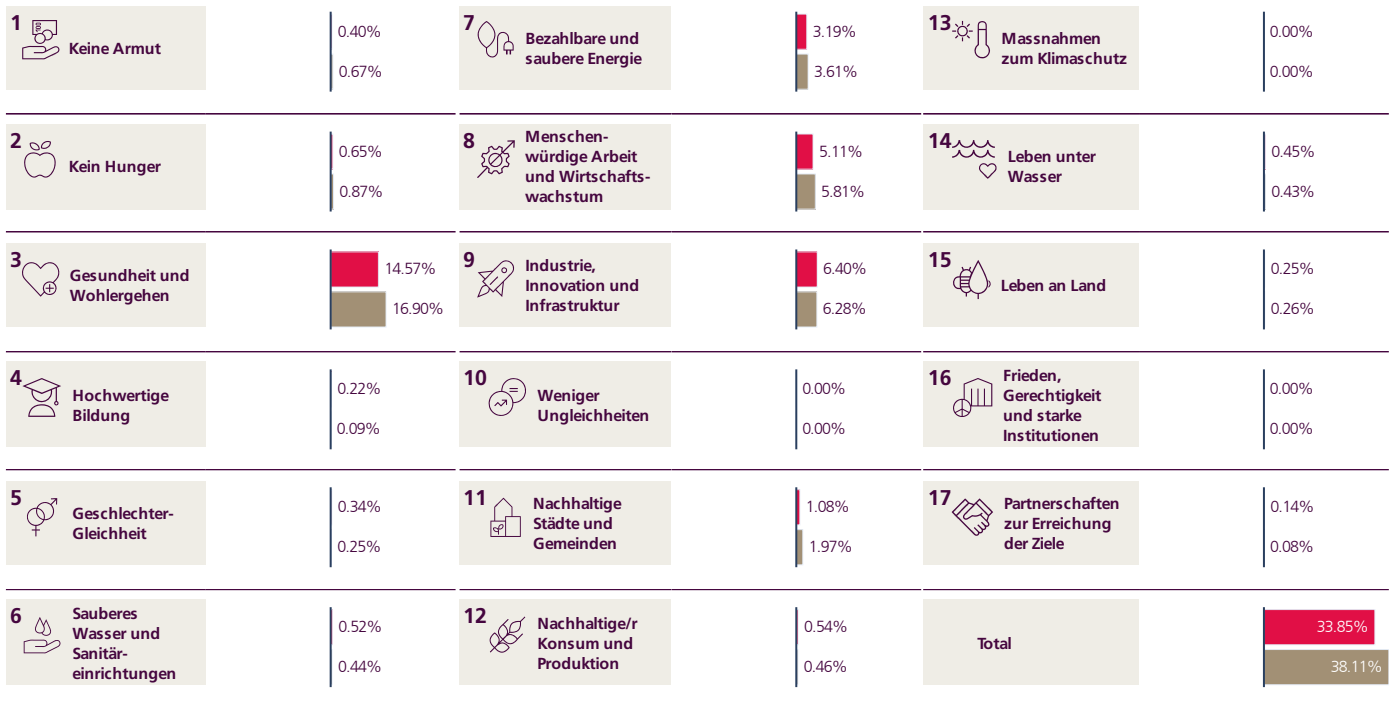 1
Keine Armut
0.40%
0.67%
2
Kein Hunger
0.65%
0.87%
3
Gesundheit und
Wohlergehen
14.57%
16.90%
4
Hochwertige
Bildung
0.22%
0.09%
5
Geschlechter-
Gleichheit
0.34%
0.25%
6
Sauberes
Wasser und
Sanitär-
einrichtungen
0.52%
0.44%
7
Bezahlbare und
saubere Energie
3.19%
3.61%
8
Menschen-
würdige Arbeit
und Wirtschafts-
wachstum
5.11%
5.81%
9
Industrie,
Innovation und
Infrastruktur
6.40%
6.28%
10
Weniger
Ungleichheiten
0.00%
0.00%
11
Nachhaltige
Städte und
Gemeinden
1.08%
1.97%
12
Nachhaltige/r
Konsum und
Produktion
0.54%
0.46%
13
Massnahmen
zum Klimaschutz
0.00%
0.00%
14
Leben unter
Wasser
0.45%
0.43%
15
Leben an Land
0.25%
0.26%
16
Frieden,
Gerechtigkeit
und starke
Institutionen
0.00%
0.00%
17
Partnerschaften
zur Erreichung
der Ziele
0.14%
0.08%
Total
33.85%
38.11%